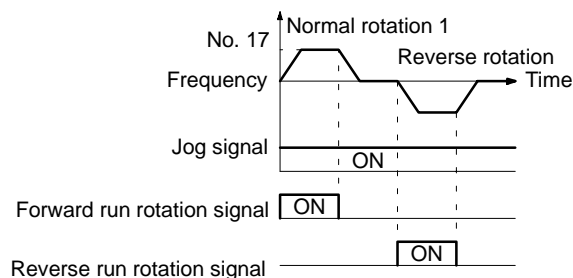 Normal rotation 1
No. 17
Reverse rotation
Frequency
Time
Jog signal
ON
Forward run rotation signal
ON
ON
Reverse run rotation signal